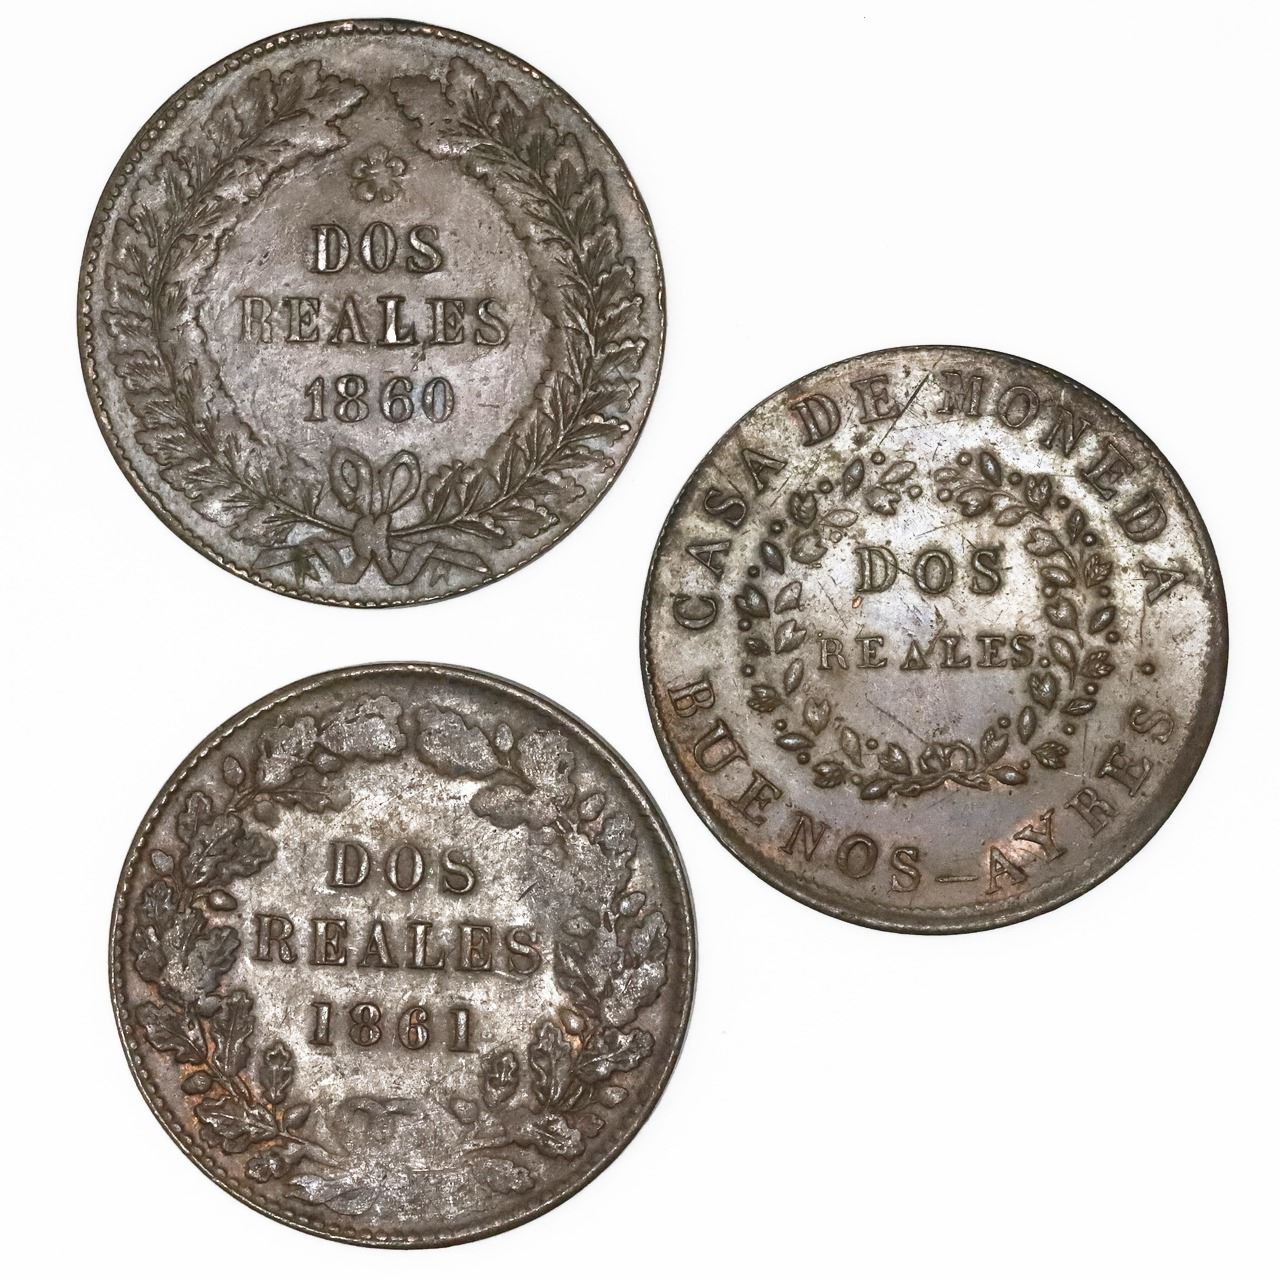 DOS
REALES
1860
CASA DE MONEDA
DOS
REALES.
BUENOS-AYRES
DOS
REALES
1861